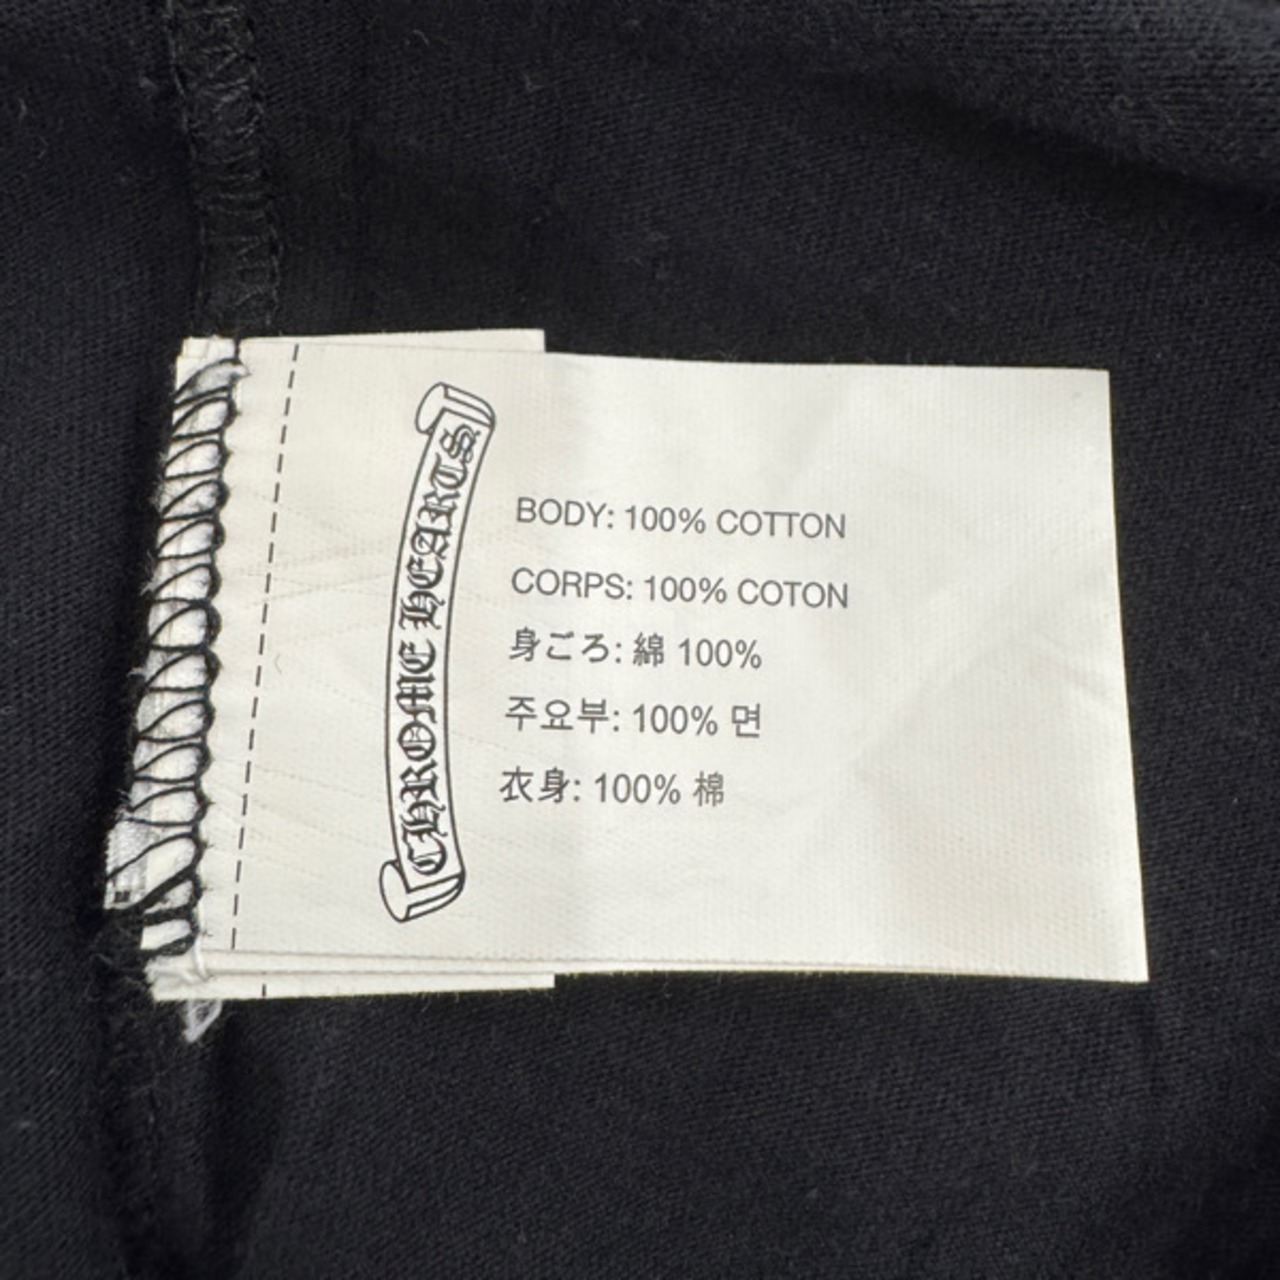 CHROME HEARTS
BODY: 100% COTTON
CORPS: 100% COTON
身ごろ: 綿 100%
주요부: 100% 면
衣身: 100% 棉